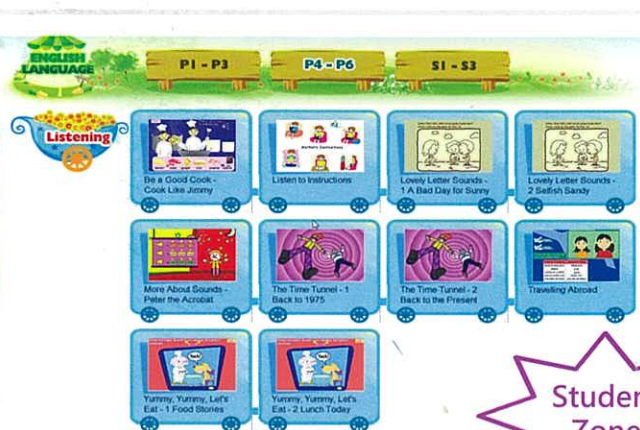 ENGLISH
LANGUAGE
P1 - P3
P4 - P6
S1 - S3
Listening
Be a Good Cook -
Cook Like Jimmy
Listen to Instructions
Lovely Letter Sounds -
1 A Bad Day for Sunny
Lovely Letter Sounds -
2 Selfish Sandy
More About Sounds -
Peter the Acrobat
The Time Tunnel - 1
Back to 1975
The Time Tunnel - 2
Back to the Present
Travelling Abroad
Yummy, Yummy, Let's
Eat - 1 Food Stories
Yummy, Yummy, Let's
Eat - 2 Lunch Today